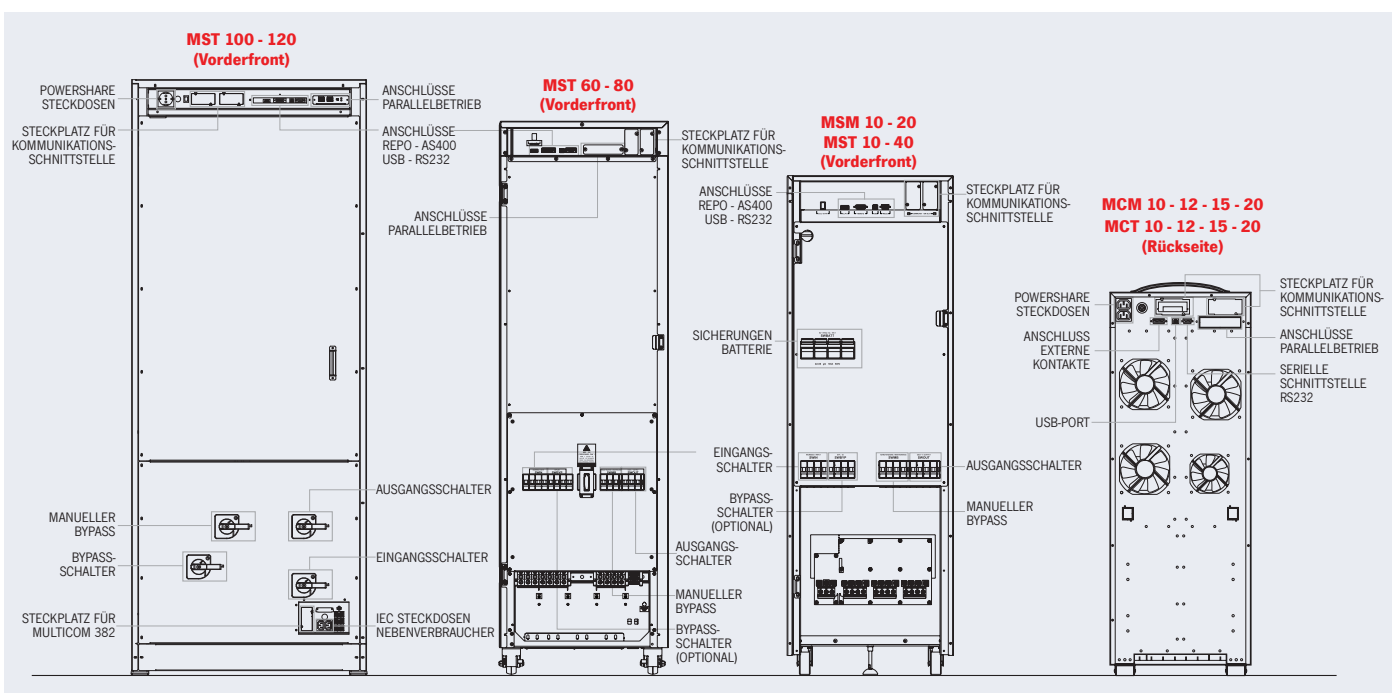 MST 100 - 120
(Vorderfront)
POWERSHARE
STECKDOSEN
STECKPLATZ FÜR
KOMMUNIKATIONS-
SCHNITTSTELLE
ANSCHLÜSSE
PARALLELBETRIEB
ANSCHLÜSSE
REPO - AS400
USB - RS232
AUSGANGSSCHALTER
MANUELLER
BYPASS
BYPASS-
SCHALTER
EINGANGSSCHALTER
STECKPLATZ FÜR
MULTICOM 382
IEC STECKDOSEN
NEBENVERBRAUCHER
MST 60 - 80
(Vorderfront)
STECKPLATZ FÜR
KOMMUNIKATIONS-
SCHNITTSTELLE
ANSCHLÜSSE
PARALLELBETRIEB
EINGANGS-
SCHALTER
AUSGANGS-
SCHALTER
MANUELLER
BYPASS
BYPASS-
SCHALTER
(OPTIONAL)
MSM 10 - 20
MST 10 - 40
(Vorderfront)
ANSCHLÜSSE
REPO - AS400
USB - RS232
STECKPLATZ FÜR
KOMMUNIKATIONS-
SCHNITTSTELLE
SICHERUNGEN
BATTERIE
BYPASS-
SCHALTER
(OPTIONAL)
AUSGANGSSCHALTER
MANUELLER
BYPASS
MCM 10 - 12 - 15 - 20
MCT 10 - 12 - 15 - 20
(Rückseite)
POWERSHARE
STECKDOSEN
ANSCHLUSS
EXTERNE
KONTAKTE
USB-PORT
STECKPLATZ FÜR
KOMMUNIKATIONS-
SCHNITTSTELLE
ANSCHLÜSSE
PARALLELBETRIEB
SERIELLE
SCHNITTSTELLE
RS232